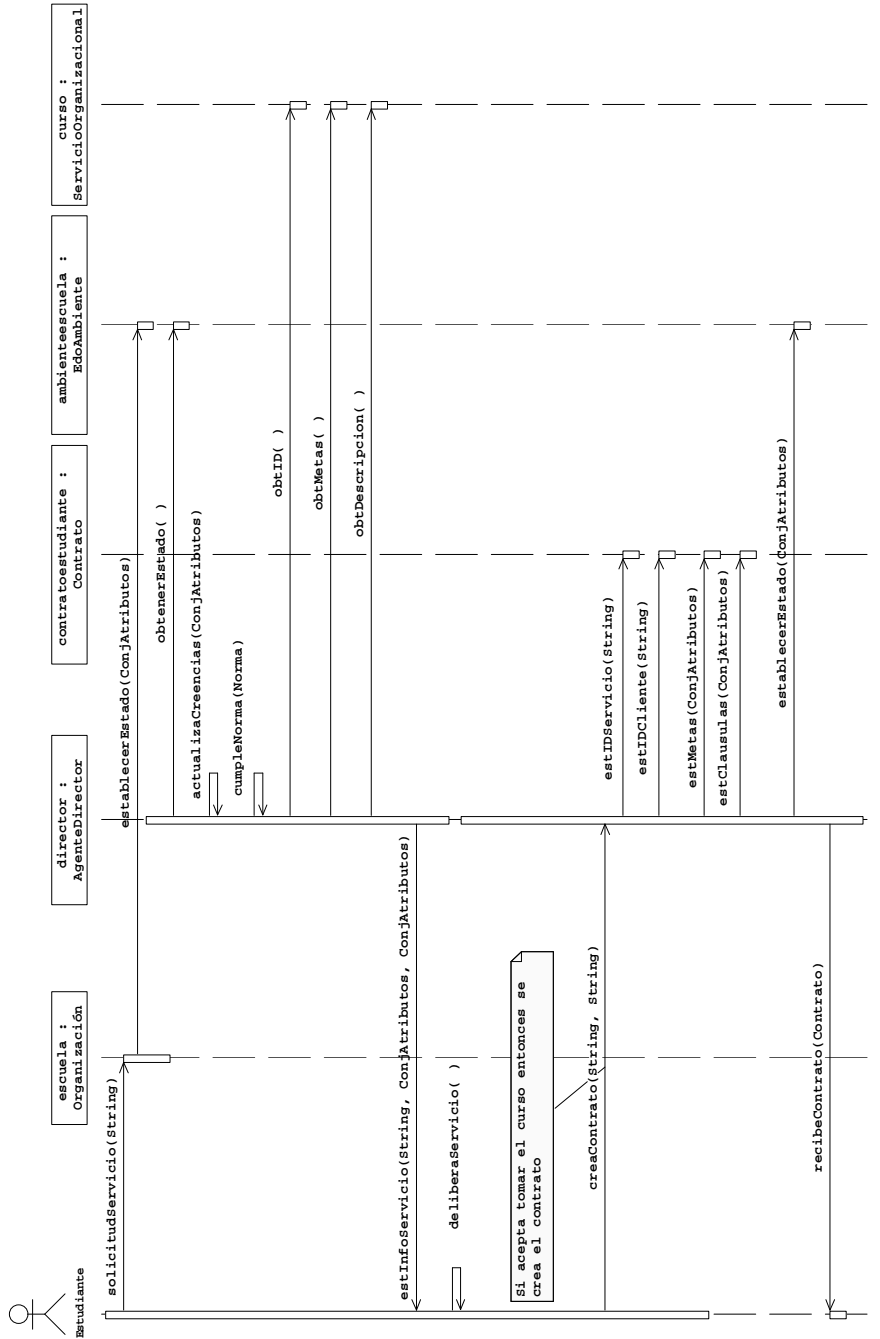 Estudiante
escuela :
Organización
director :
AgenteDirector
contratoestudiante :
Contrato
ambienteescuela :
EdoAmbiente
curso :
ServicioOrganizacional
solicitudServicio(String)
establecerEstado(ConjAtributos)
obtenerEstado( )
actualizaCreencias(ConjAtributos)
cumpleNorma(Norma)
obtID( )
obtMetas( )
obtDescripcion( )
estInfoServicio(String, ConjAtributos, ConjAtributos)
deliberaServicio( )
Si acepta tomar el curso entonces se
crea el contrato
creaContrato(String, String)
estIDServicio(String)
estIDCliente(String)
estMetas(ConjAtributos)
estClausulas(ConjAtributos)
establecerEstado(ConjAtributos)
recibeContrato(Contrato)